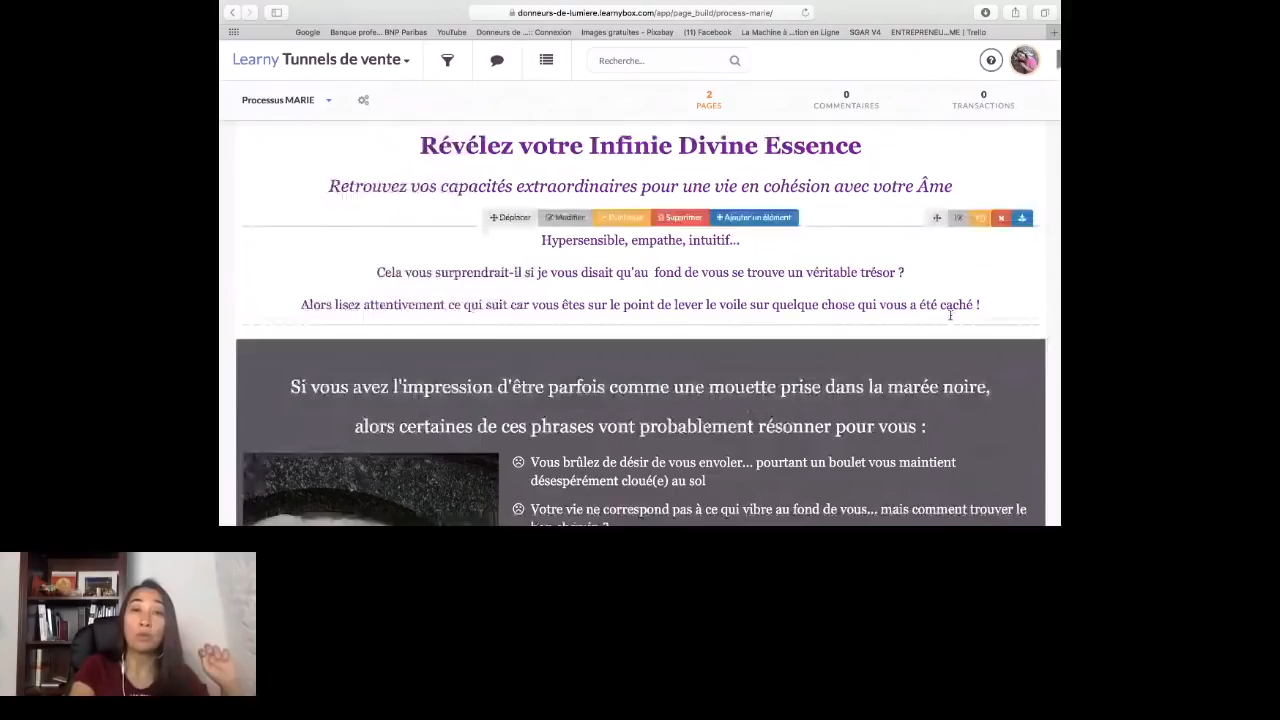 donneurs-de-lumiere.learnybox.com/app/page_build/process-marie/
Google Banque profe... BNP Paribas YouTube Donneurs de ...:: Connexion Images gratuites - Pixabay (11) Facebook La Machine à ...tion en Ligne SGAR V4 ENTREPRENEU...ME | Trello
Learny Tunnels de vente
Recherche...
Processus MARIE
2 0 0
PAGES COMMENTAIRES TRANSACTIONS
Révélez votre Infinie Divine Essence
Retrouvez vos capacités extraordinaires pour une vie en cohésion avec votre Âme
Déplacer Modifier Supprimer Ajouter un élément
Hypersensible, empathe, intuitif...
Cela vous surprendrait-il si je vous disait qu'au fond de vous se trouve un véritable trésor ?
Alors lisez attentivement ce qui suit car vous êtes sur le point de lever le voile sur quelque chose qui vous a été caché !
Si vous avez l'impression d'être parfois comme une mouette prise dans la marée noire,
alors certaines de ces phrases vont probablement résonner pour vous :
Vous brûlez de désir de vous envoler... pourtant un boulet vous maintient
désespérément cloué(e) au sol
Votre vie ne correspond pas à ce qui vibre au fond de vous... mais comment trouver le